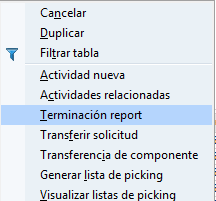 Cancelar
Duplicar
Filtrar tabla
Actividad nueva
Actividades relacionadas
Terminación report
Transferir solicitud
Transferencia de componente
Generar lista de picking
Visualizar listas de picking